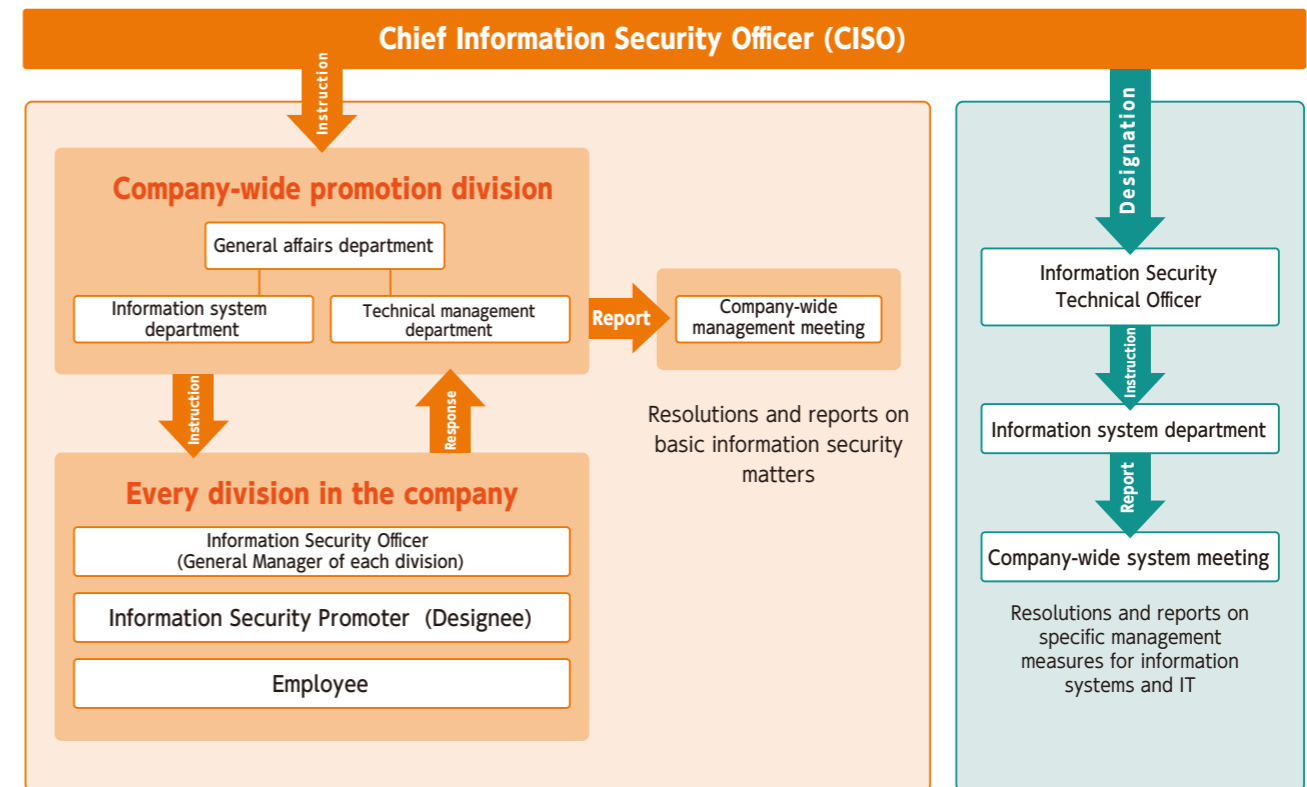 Chief Information Security Officer (CISO)
Instruction
Company-wide promotion division
General affairs department
Information system
department
Technical management
department
Report
Company-wide
management meeting
Resolutions and reports on
basic information security
matters
Instruction
Response
Every division in the company
Information Security Officer
(General Manager of each division)
Information Security Promoter (Designee)
Employee
Designation
Information Security
Technical Officer
Instruction
Information system department
Report
Company-wide system meeting
Resolutions and reports on
specific management
measures for information
systems and IT